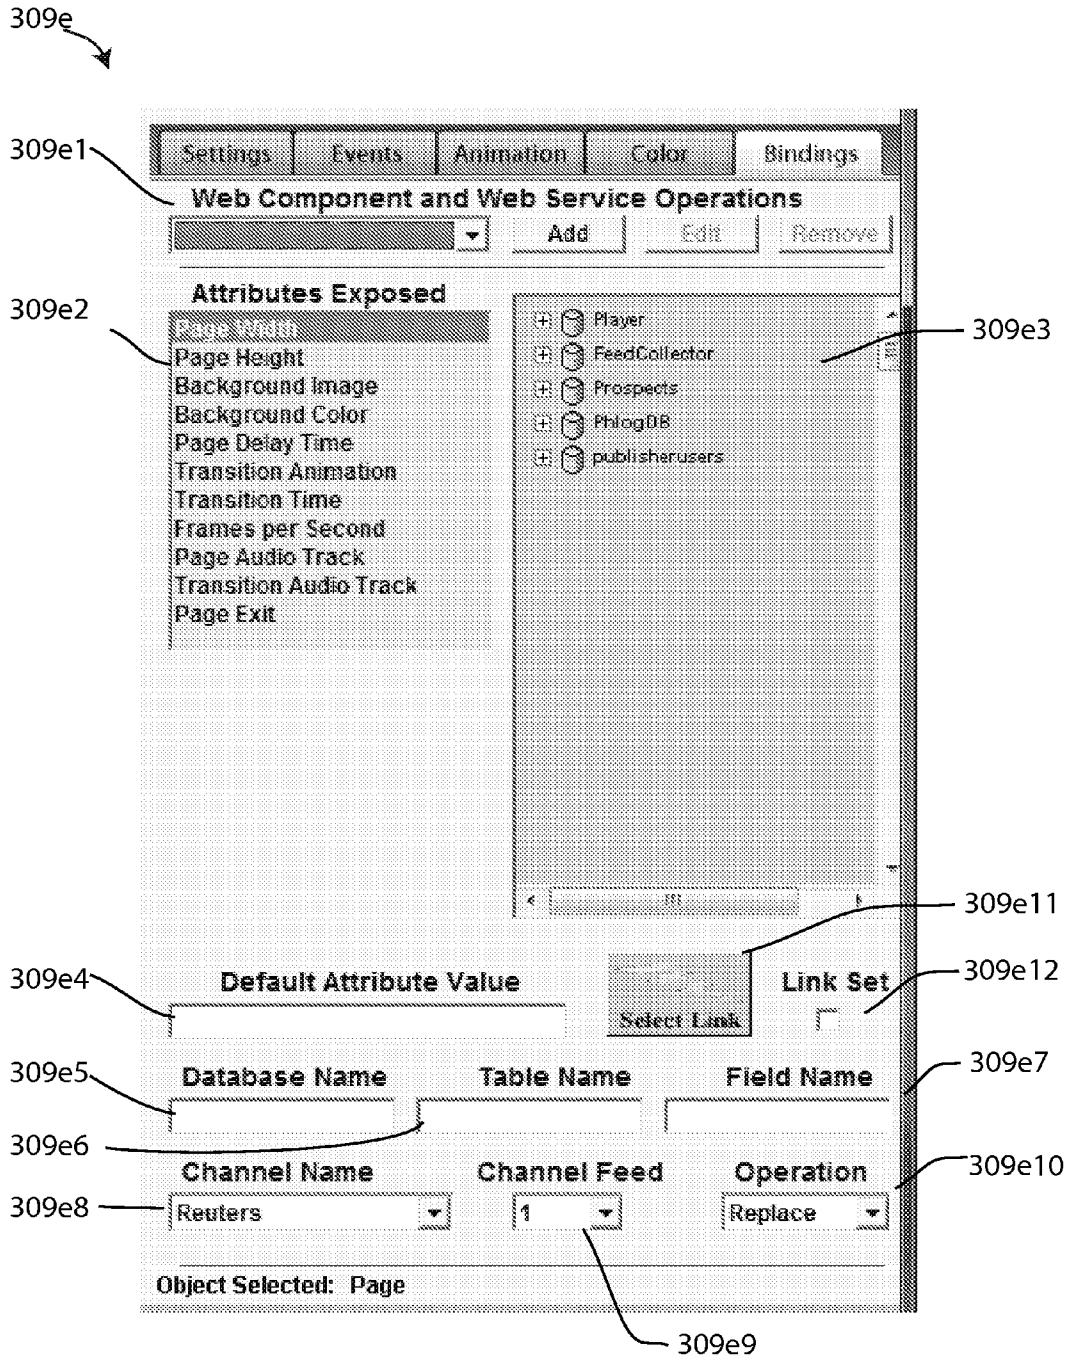 309e
309e1
Settings Events Animation Color Bindings
Web Component and Web Service Operations
Add Edit Remove
309e2
Attributes Exposed
Page Width
Page Height
Background Image
Background Color
Page Delay Time
Transition Animation
Transition Time
Frames per Second
Page Audio Track
Transition Audio Track
Page Exit
Player
FeedCollector
Prospects
PhlogDB
publisherusers
309e3
309e11
309e4
Default Attribute Value
Select Link
Link Set
309e12
309e5
Database Name Table Name Field Name
309e7
309e6
Channel Name Channel Feed Operation
309e10
309e8
Reuters 1 Replace
Object Selected: Page
309e9